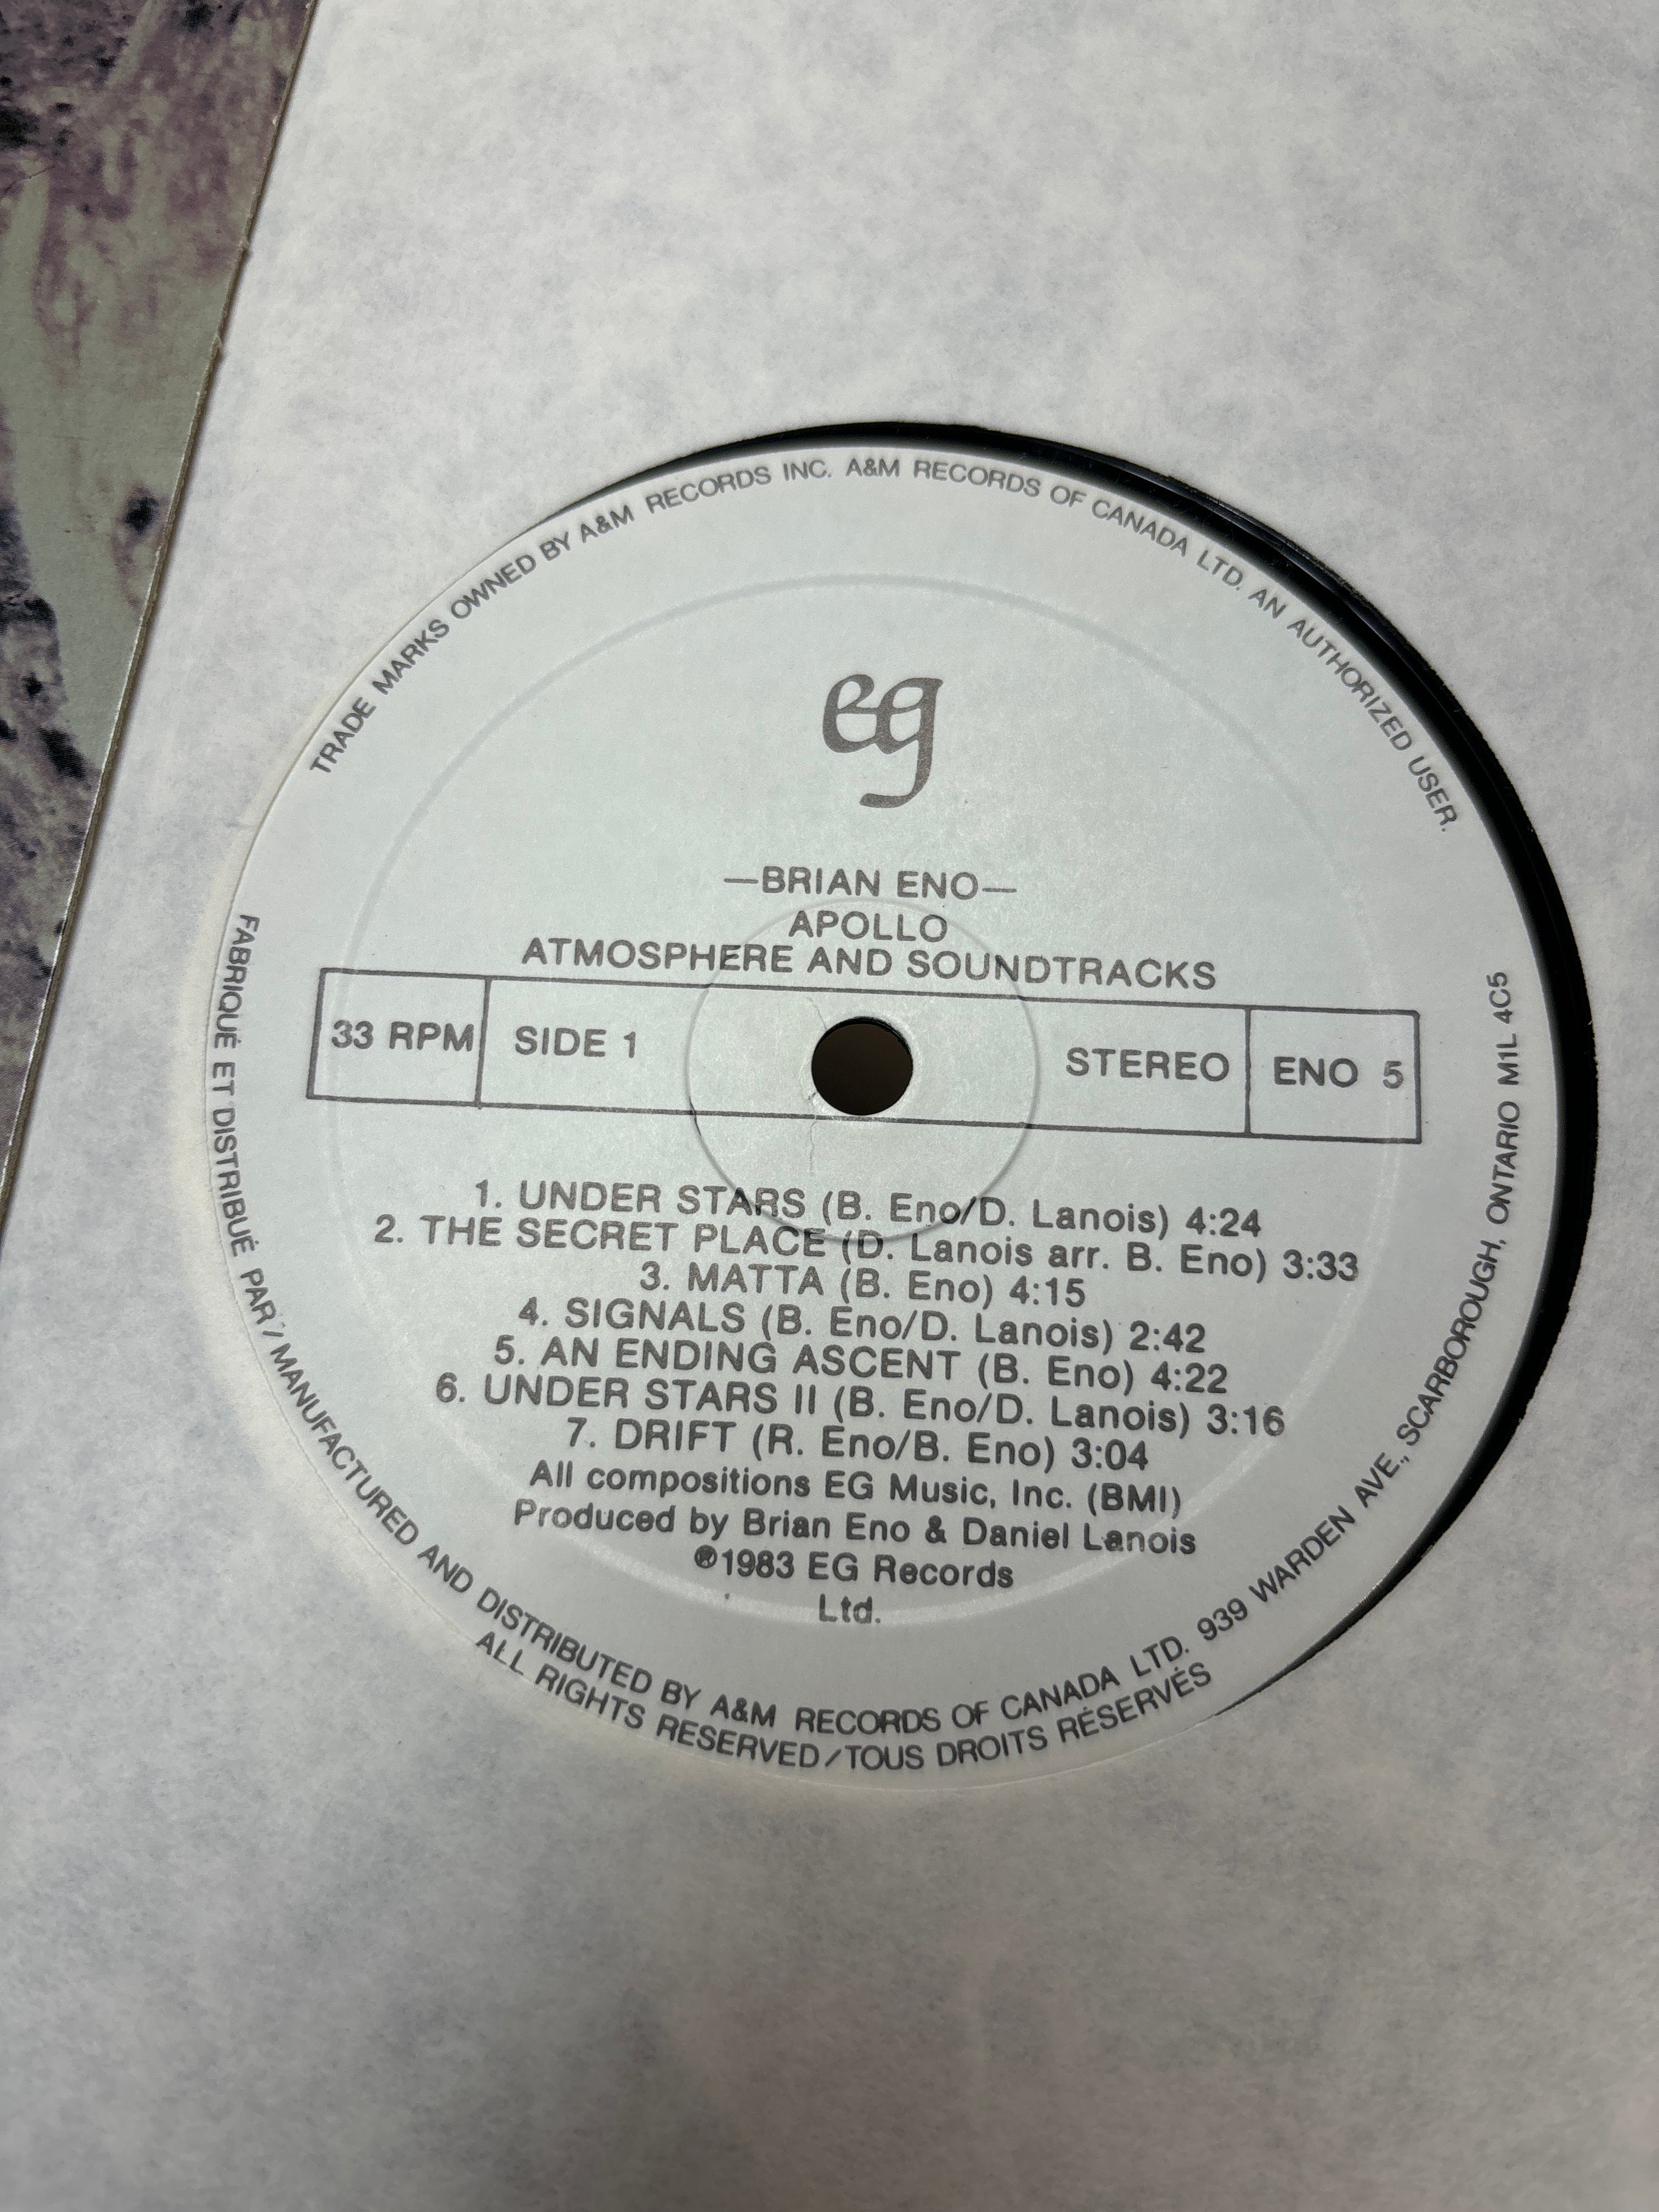 TRADE MARKS OWNED BY A&M RECORDS INC. A&M RECORDS OF CANADA LTD. AN AUTHORIZED USER.
eg
—BRIAN ENO—
APOLLO
ATMOSPHERE AND SOUNDTRACKS
33 RPM SIDE 1 STEREO ENO 5
1. UNDER STARS (B. Eno/D. Lanois) 4:24
2. THE SECRET PLACE (D. Lanois arr. B. Eno) 3:33
3. MATTA (B. Eno) 4:15
4. SIGNALS (B. Eno/D. Lanois) 2:42
5. AN ENDING ASCENT (B. Eno) 4:22
6. UNDER STARS II (B. Eno/D. Lanois) 3:16
7. DRIFT (R. Eno/B. Eno) 3:04
All compositions EG Music, Inc. (BMI)
Produced by Brian Eno & Daniel Lanois
℗1983 EG Records
Ltd.
FABRIQUÉ ET DISTRIBUÉ PAR / MANUFACTURED AND DISTRIBUTED BY A&M RECORDS OF CANADA LTD. 939 WARDEN AVE., SCARBOROUGH, ONTARIO M1L 4C5
ALL RIGHTS RESERVED/TOUS DROITS RÉSERVÉS